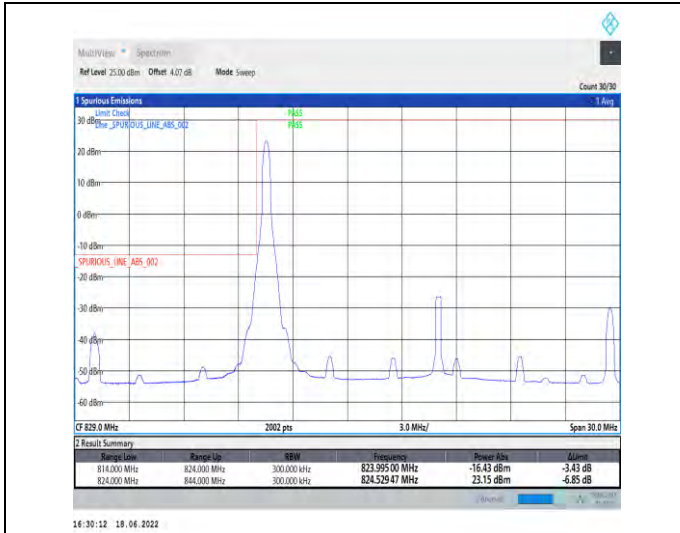 MultiView Spectrum
Ref Level 25.00 dBm Offset 4.07 dB Mode Sweep
Count 30/30
1 Spurious Emissions 1 Avg
Limit Check PASS
30 dBm Line _SPURIOUS_LINE_ABS_002 PASS
20 dBm
10 dBm
0 dBm
-10 dBm
_SPURIOUS_LINE_ABS_002
-20 dBm
-30 dBm
-40 dBm
-50 dBm
-60 dBm
CF 829.0 MHz 2002 pts 3.0 MHz/ Span 30.0 MHz
2 Result Summary
Range Low Range Up RBW Frequency Power Abs ΔLimit
814.000 MHz 824.000 MHz 300.000 kHz 823.99500 MHz -16.43 dBm -3.43 dB
824.000 MHz 844.000 MHz 300.000 kHz 824.52947 MHz 23.15 dBm -6.85 dB
16:30:12 18.06.2022